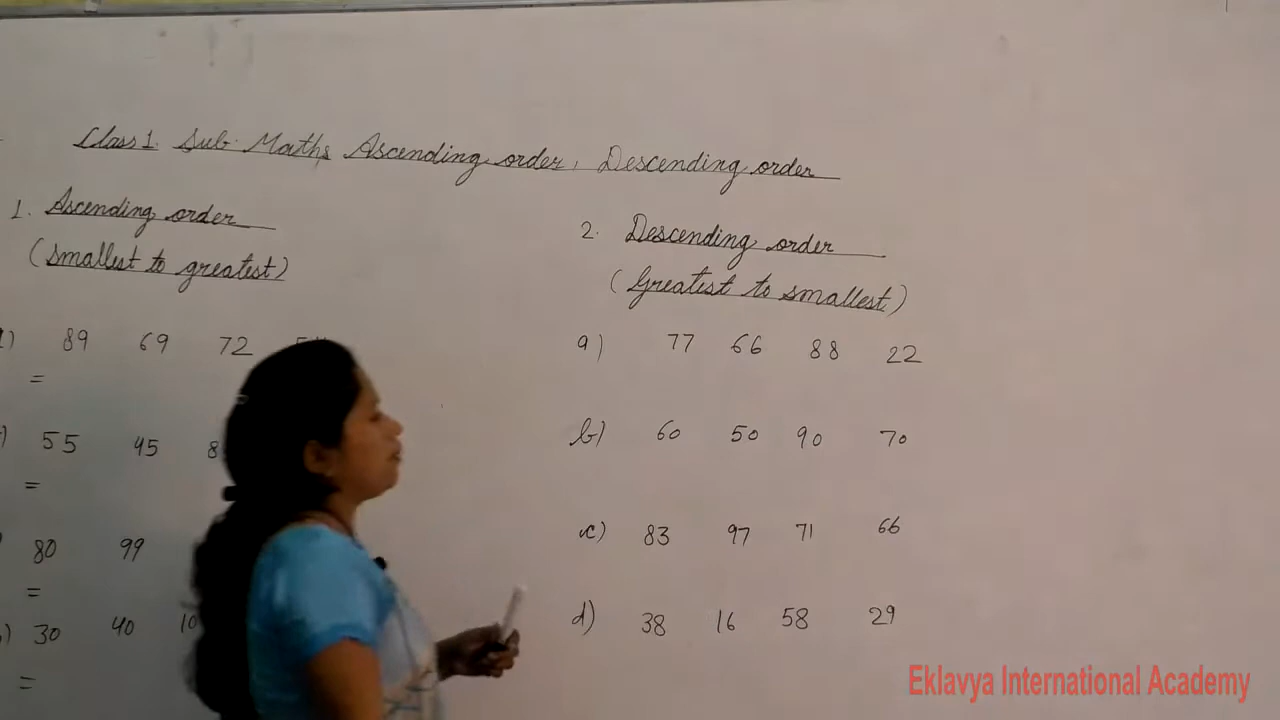 Class 1. Sub. Maths Ascending order, Descending order
1. Ascending order
(smallest to greatest)
89 69 72
=
55 45 8
=
80 99
=
30 40 10
=
2. Descending order
(Greatest to smallest)
a) 77 66 88 22
b) 60 50 90 70
c) 83 97 71 66
d) 38 16 58 29
Eklavya International Academy